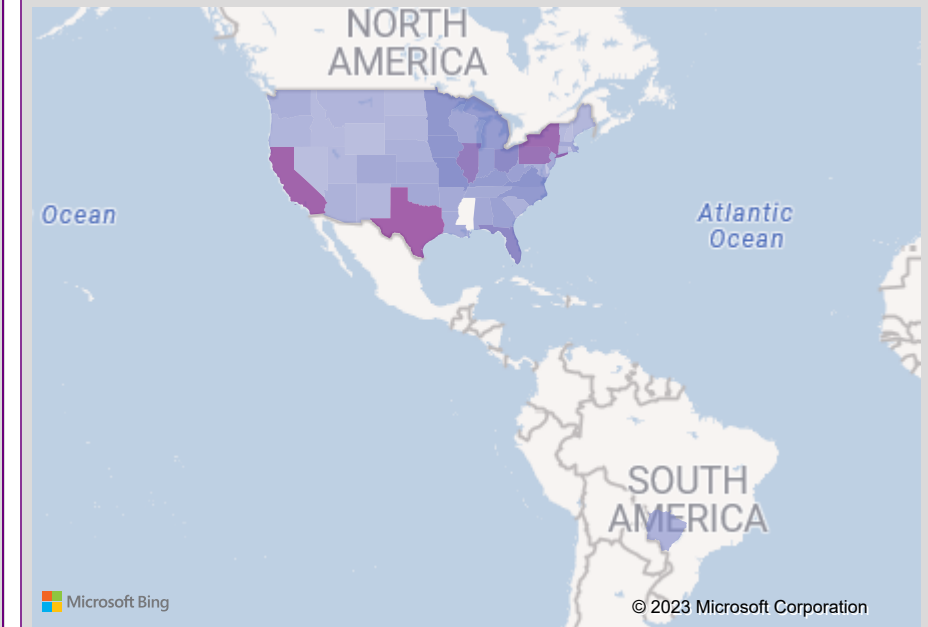 NORTH
AMERICA
Ocean
Atlantic
Ocean
SOUTH
AMERICA
Microsoft Bing
© 2023 Microsoft Corporation